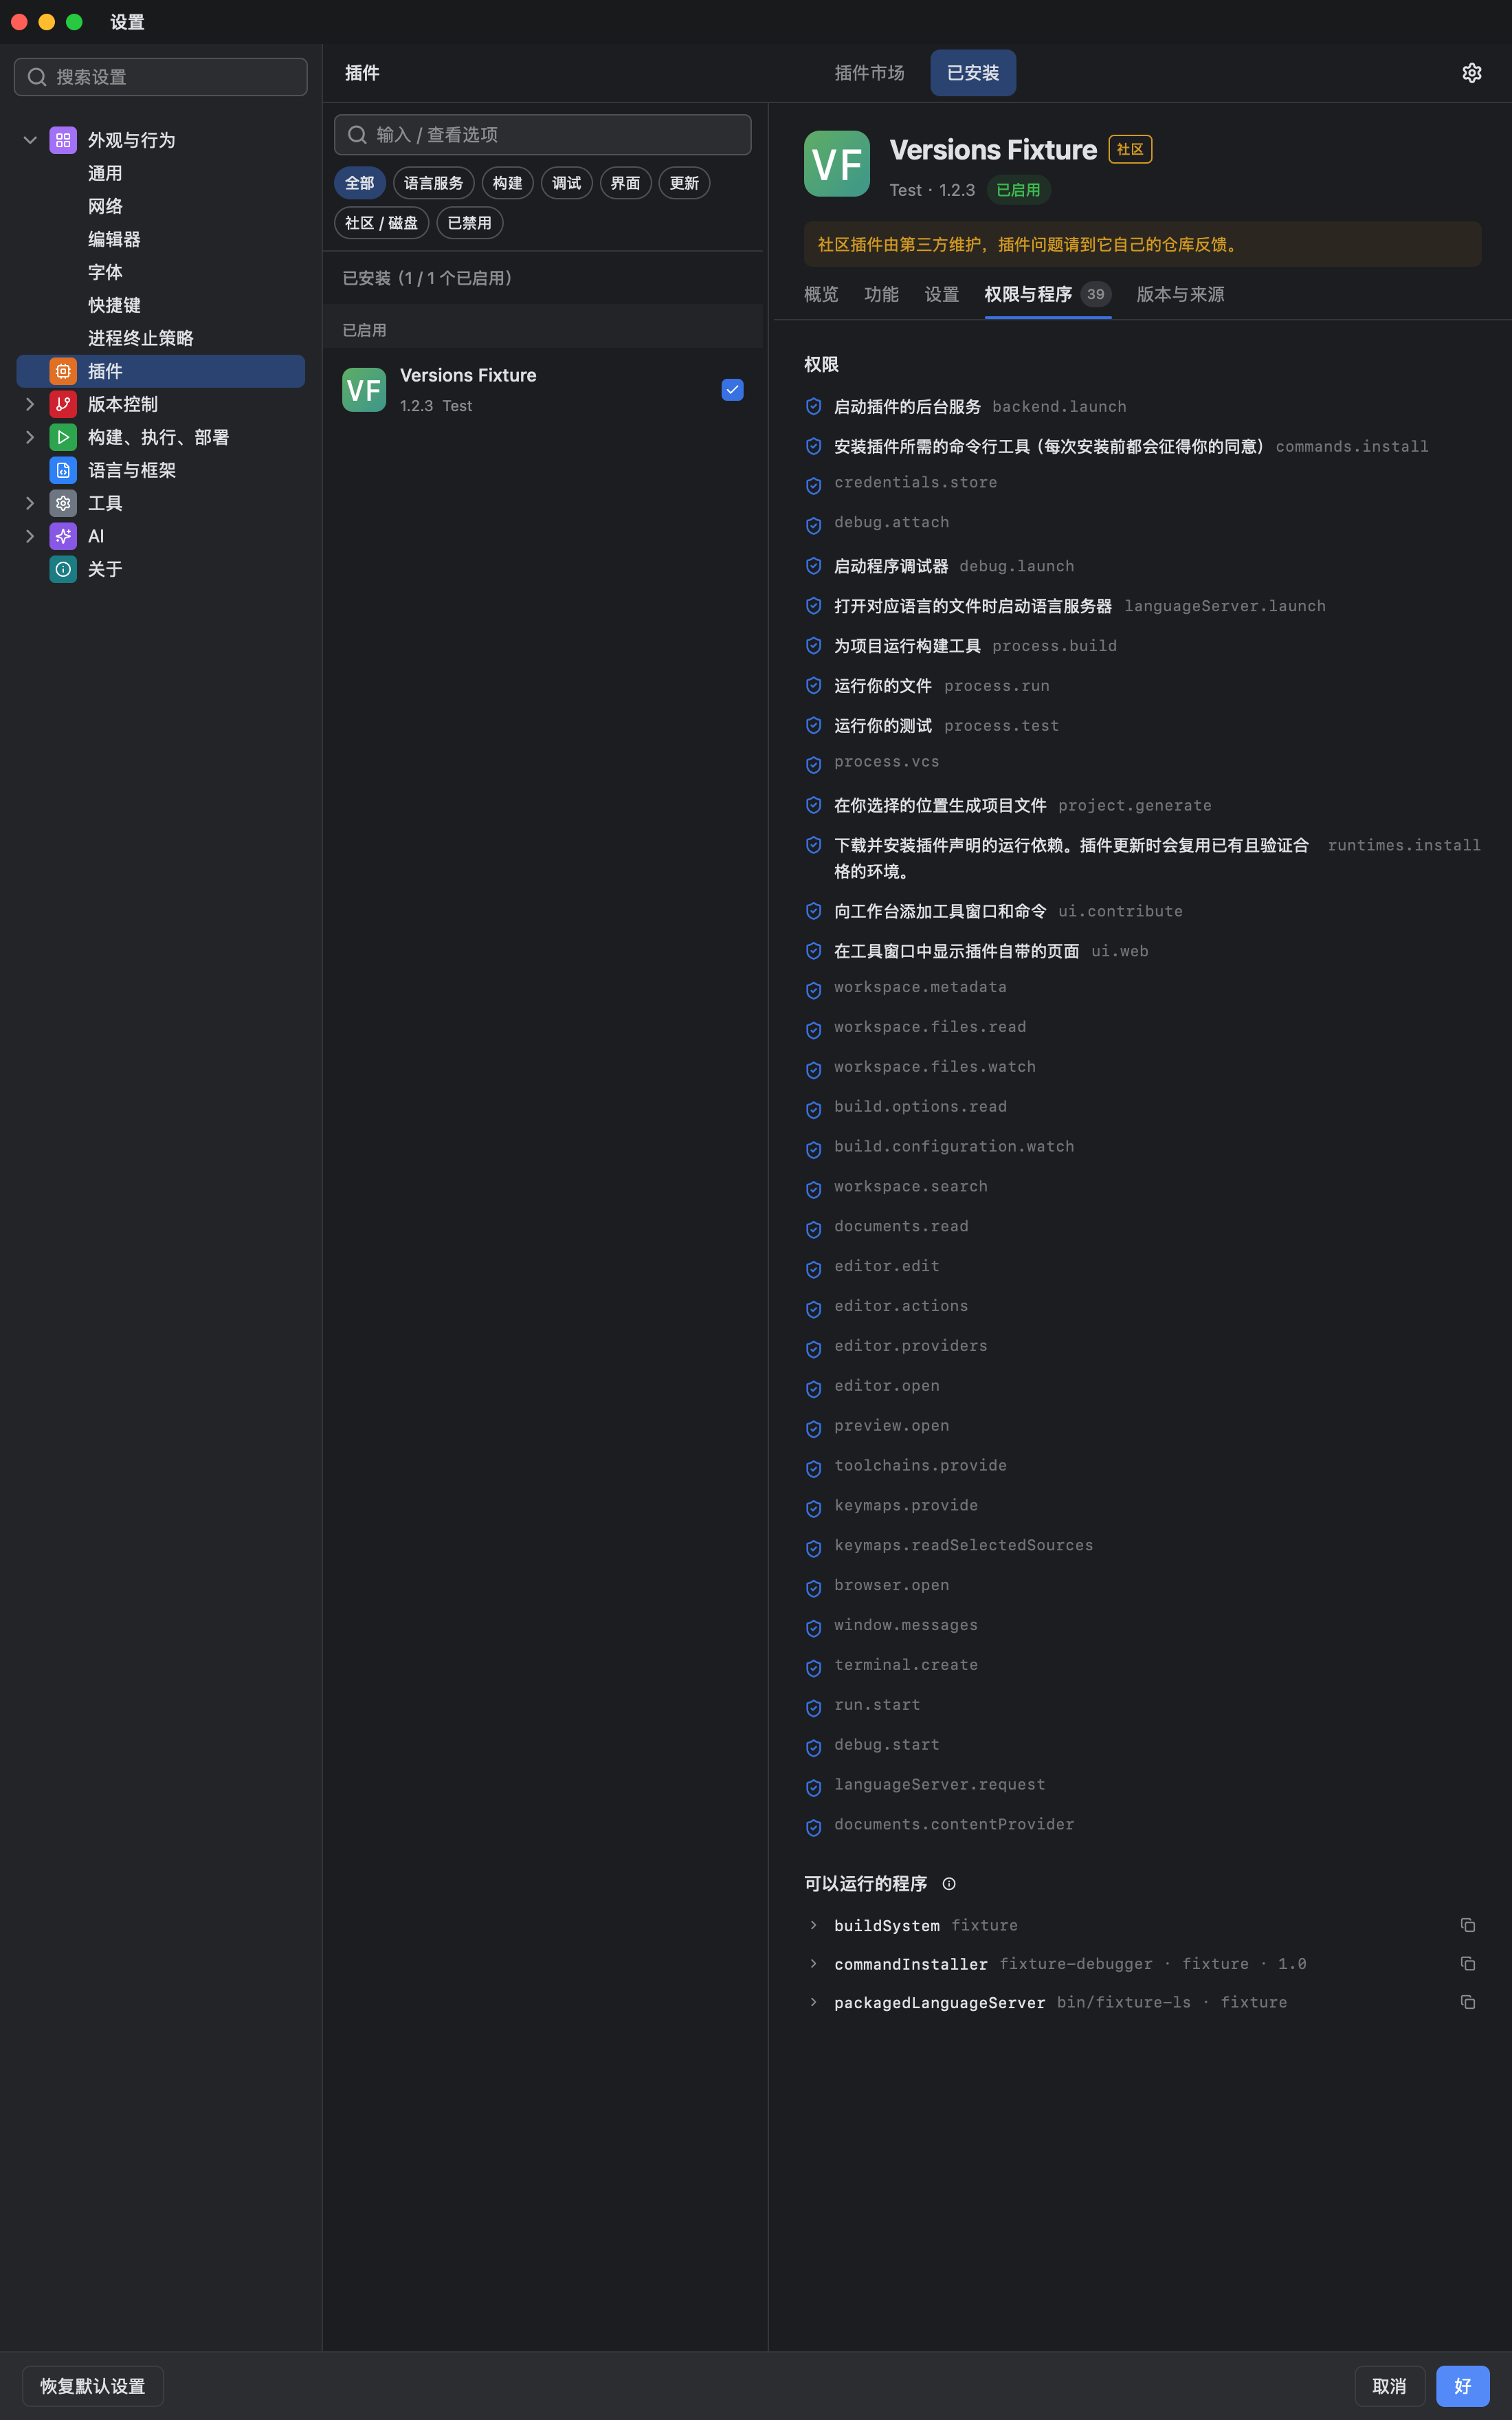 设置
搜索设置
外观与行为
通用
网络
编辑器
字体
快捷键
进程终止策略
插件
版本控制
构建、执行、部署
语言与框架
工具
AI
关于
插件
插件市场
已安装
输入 / 查看选项
全部
语言服务
构建
调试
界面
更新
社区 / 磁盘
已禁用
已安装（1 / 1 个已启用）
已启用
VF
Versions Fixture
1.2.3 Test
VF
Versions Fixture 社区
Test · 1.2.3 已启用
社区插件由第三方维护，插件问题请到它自己的仓库反馈。
概览
功能
设置
权限与程序 39
版本与来源
权限
启动插件的后台服务 backend.launch
安装插件所需的命令行工具（每次安装前都会征得你的同意） commands.install
credentials.store
debug.attach
启动程序调试器 debug.launch
打开对应语言的文件时启动语言服务器 languageServer.launch
为项目运行构建工具 process.build
运行你的文件 process.run
运行你的测试 process.test
process.vcs
在你选择的位置生成项目文件 project.generate
下载并安装插件声明的运行依赖。插件更新时会复用已有且验证合 runtimes.install
格的环境。
向工作台添加工具窗口和命令 ui.contribute
在工具窗口中显示插件自带的页面 ui.web
workspace.metadata
workspace.files.read
workspace.files.watch
build.options.read
build.configuration.watch
workspace.search
documents.read
editor.edit
editor.actions
editor.providers
editor.open
preview.open
toolchains.provide
keymaps.provide
keymaps.readSelectedSources
browser.open
window.messages
terminal.create
run.start
debug.start
languageServer.request
documents.contentProvider
可以运行的程序
buildSystem fixture
commandInstaller fixture-debugger · fixture · 1.0
packagedLanguageServer bin/fixture-ls · fixture
恢复默认设置
取消
好